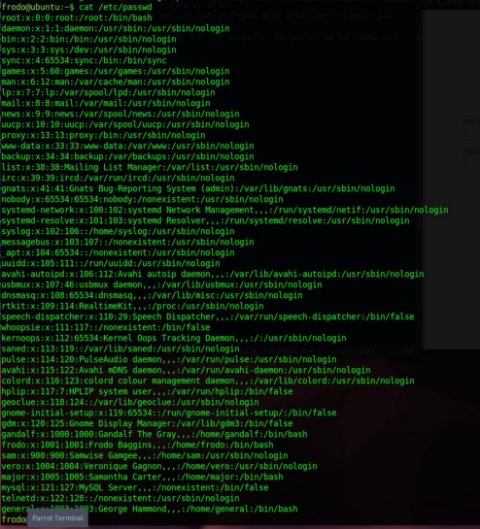 frodo@ubuntu:~$ cat /etc/passwd
root:x:0:0:root:/root:/bin/bash
daemon:x:1:1:daemon:/usr/sbin:/usr/sbin/nologin
bin:x:2:2:bin:/bin:/usr/sbin/nologin
sys:x:3:3:sys:/dev:/usr/sbin/nologin
sync:x:4:65534:sync:/bin:/bin/sync
games:x:5:60:games:/usr/games:/usr/sbin/nologin
man:x:6:12:man:/var/cache/man:/usr/sbin/nologin
lp:x:7:7:lp:/var/spool/lpd:/usr/sbin/nologin
mail:x:8:8:mail:/var/mail:/usr/sbin/nologin
news:x:9:9:news:/var/spool/news:/usr/sbin/nologin
uucp:x:10:10:uucp:/var/spool/uucp:/usr/sbin/nologin
proxy:x:13:13:proxy:/bin:/usr/sbin/nologin
www-data:x:33:33:www-data:/var/www:/usr/sbin/nologin
backup:x:34:34:backup:/var/backups:/usr/sbin/nologin
list:x:38:38:Mailing List Manager:/var/list:/usr/sbin/nologin
irc:x:39:39:ircd:/var/run/ircd:/usr/sbin/nologin
gnats:x:41:41:Gnats Bug-Reporting System (admin):/var/lib/gnats:/usr/sbin/nologin
nobody:x:65534:65534:nobody:/nonexistent:/usr/sbin/nologin
systemd-network:x:100:102:systemd Network Management,,,:/run/systemd/netif:/usr/sbin/nologin
systemd-resolve:x:101:103:systemd Resolver,,,:/run/systemd/resolve:/usr/sbin/nologin
syslog:x:102:106::/home/syslog:/usr/sbin/nologin
messagebus:x:103:107::/nonexistent:/usr/sbin/nologin
_apt:x:104:65534::/nonexistent:/usr/sbin/nologin
uuidd:x:105:111::/run/uuidd:/usr/sbin/nologin
avahi-autoipd:x:106:112:Avahi autoip daemon,,,:/var/lib/avahi-autoipd:/usr/sbin/nologin
usbmux:x:107:46:usbmux daemon,,,:/var/lib/usbmux:/usr/sbin/nologin
dnsmasq:x:108:65534:dnsmasq,,,:/var/lib/misc:/usr/sbin/nologin
rtkit:x:109:114:RealtimeKit,,,:/proc:/usr/sbin/nologin
speech-dispatcher:x:110:29:Speech Dispatcher,,,:/var/run/speech-dispatcher:/bin/false
whoopsie:x:111:117::/nonexistent:/bin/false
kernoops:x:112:65534:Kernel Oops Tracking Daemon,,,:/:/usr/sbin/nologin
saned:x:113:119::/var/lib/saned:/usr/sbin/nologin
pulse:x:114:120:PulseAudio daemon,,,:/var/run/pulse:/usr/sbin/nologin
avahi:x:115:122:Avahi mDNS daemon,,,:/var/run/avahi-daemon:/usr/sbin/nologin
colord:x:116:123:colord colour management daemon,,,:/var/lib/colord:/usr/sbin/nologin
hplip:x:117:7:HPLIP system user,,,:/var/run/hplip:/bin/false
geoclue:x:118:124::/var/lib/geoclue:/usr/sbin/nologin
gnome-initial-setup:x:119:65534::/run/gnome-initial-setup/:/bin/false
gdm:x:120:125:Gnome Display Manager:/var/lib/gdm3:/bin/false
gandalf:x:1000:1000:Gandalf The Gray,,,:/home/gandalf:/bin/bash
frodo:x:1001:1001:Frodo Baggins,,,:/home/frodo:/bin/bash
sam:x:900:900:Samwise Gamgee,,,:/home/sam:/usr/sbin/nologin
vero:x:1004:1004:Veronique Gagnon,,,:/home/vero:/usr/sbin/nologin
major:x:1005:1005:Samantha Carter,,,:/home/major:/bin/bash
mysql:x:121:127:MySQL Server,,,:/nonexistent:/bin/false
telnetd:x:122:128::/nonexistent:/usr/sbin/nologin
general:x:1003:1003:George Hammond,,,:/home/general:/bin/bash
frodo
Parrot Terminal